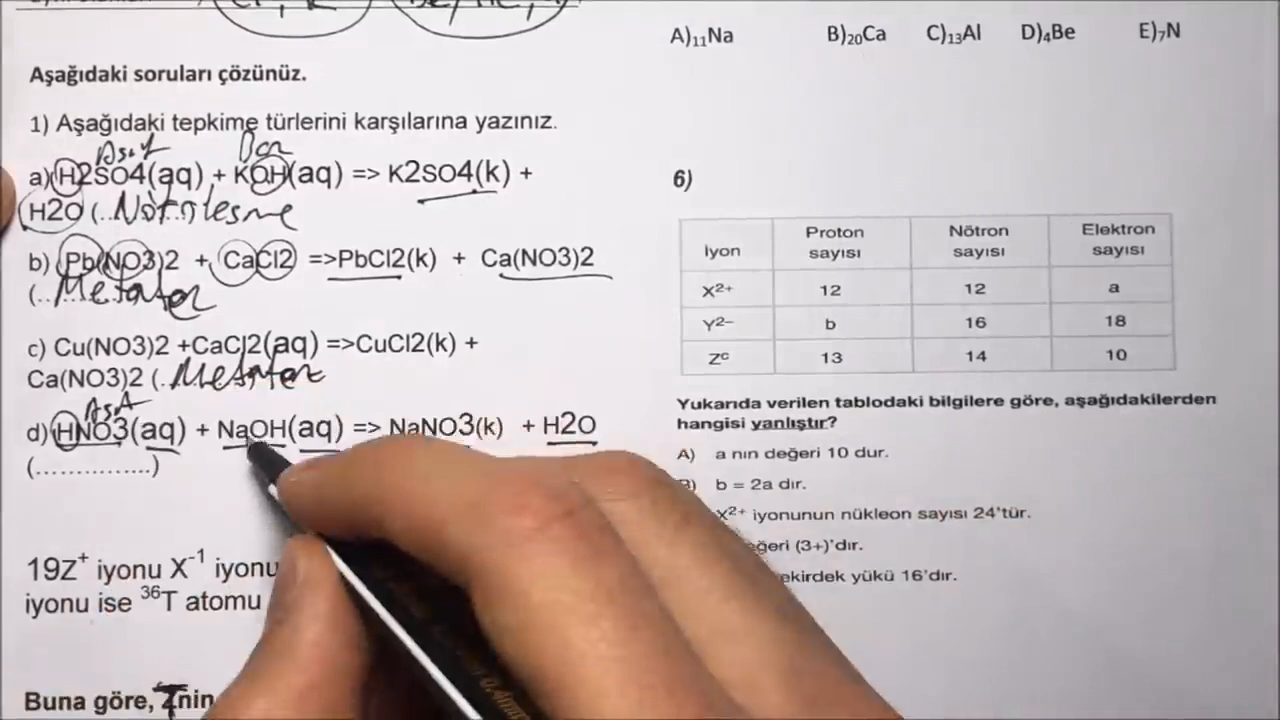 Aşağıdaki soruları çözünüz.
1) Aşağıdaki tepkime türlerini karşılarına yazınız.
Asit Baz
a) H2SO4(aq) + KOH(aq) => K2SO4(k) +
H2O (.. Nötrleşme
b) Pb(NO3)2 + CaCl2 =>PbCl2(k) + Ca(NO3)2
(.. Metatez
c) Cu(NO3)2 +CaCl2(aq) =>CuCl2(k) +
Ca(NO3)2 (. Metatez
Asit
d) HNO3(aq) + NaOH(aq) => NaNO3(k) + H2O
(……………)
19Z⁺ iyonu X⁻¹ iyonu
iyonu ise ³⁶T atomu
Buna göre, nin
A)₁₁Na B)₂₀Ca C)₁₃Al D)₄Be E)₇N
6)
İyon Proton sayısı Nötron sayısı Elektron sayısı
X²⁺ 12 12 a
Y²⁻ b 16 18
Zᶜ 13 14 10
Yukarıda verilen tablodaki bilgilere göre, aşağıdakilerden
hangisi yanlıştır?
A) a nın değeri 10 dur.
B) b = 2a dır.
X²⁺ iyonunun nükleon sayısı 24'tür.
eğeri (3+)'dır.
ekirdek yükü 16'dır.